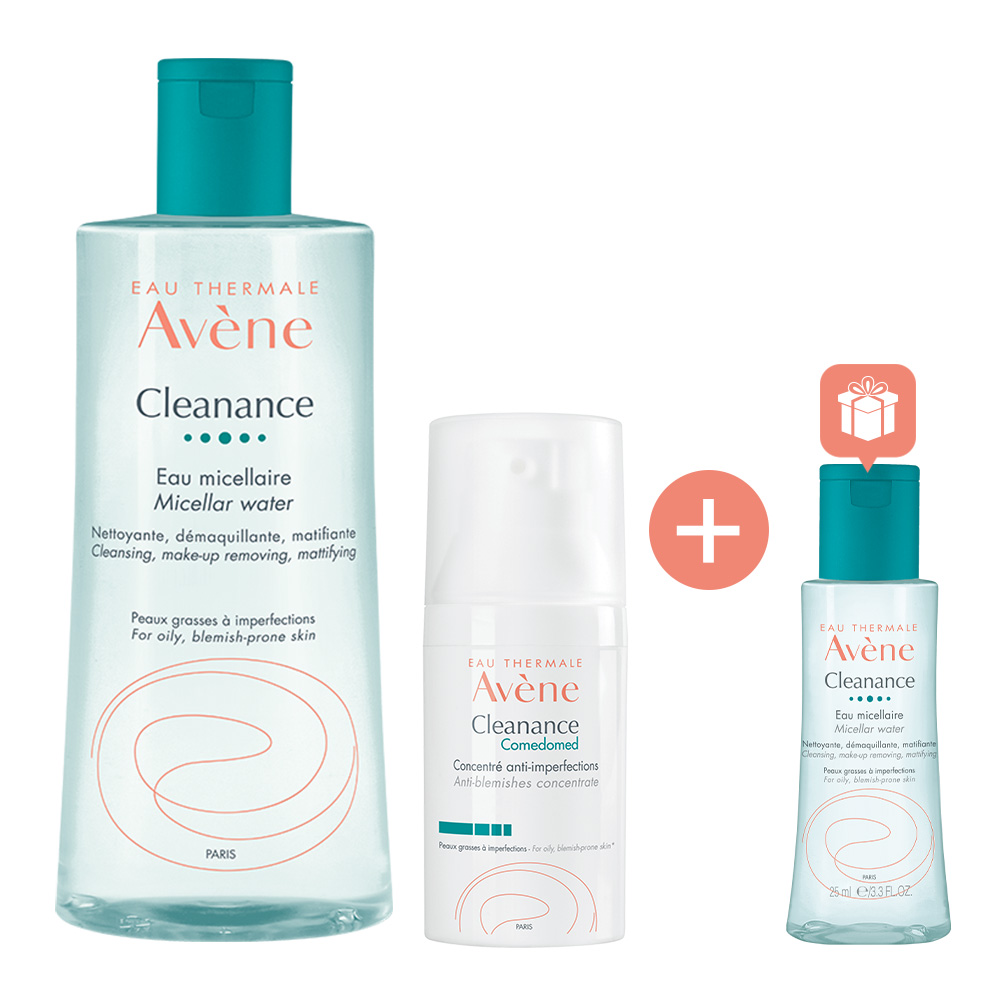 EAU THERMALE
Avène
Cleanance
Eau micellaire
Micellar water
Nettoyante, démaquillante, matifiante
Cleansing, make-up removing, mattifying
Peaux grasses à imperfections
For oily, blemish-prone skin
PARIS
EAU THERMALE
Avène
Cleanance
Comedomed
Concentré anti-imperfections
Anti-blemishes concentrate
Peaux grasses à imperfections - For oily, blemish-prone skin*
PARIS
+
EAU THERMALE
Avène
Cleanance
Eau micellaire
Micellar water
Nettoyante, démaquillante, matifiante
Cleansing, make-up removing, mattifying
Peaux grasses à imperfections
For oily, blemish-prone skin
PARIS
25 ml ℮/3.3 FL.OZ.